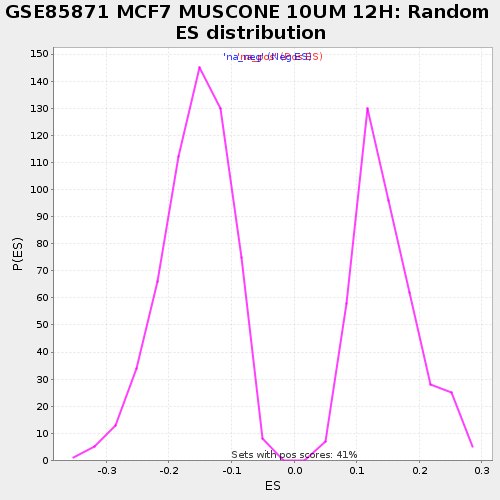 GSE85871 MCF7 MUSCONE 10UM 12H: Random
ES distribution
P(ES)
150
140
130
120
110
100
90
80
70
60
50
40
30
20
10
0
Sets with pos scores: 41%
-0.3 -0.2 -0.1 0.0 0.1 0.2 0.3
ES